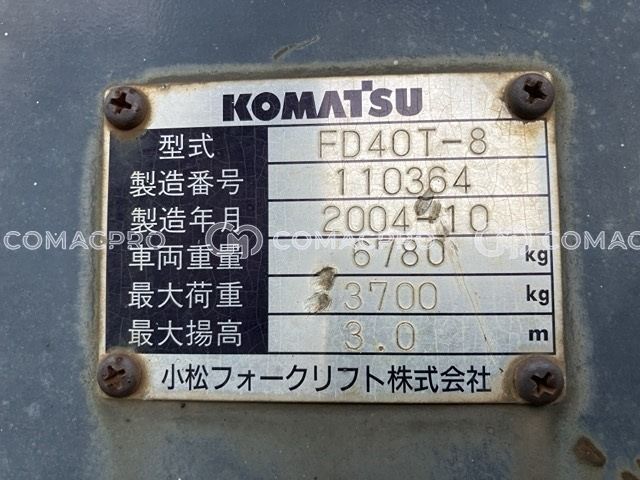 KOMATSU
型式 FD40T-8
製造番号 110364
製造年月 2004-10
車両重量 6780 kg
最大荷重 3700 kg
最大揚高 3.0 m
小松フォークリフト株式会社
COMACPRO COMACPRO COMACPRO